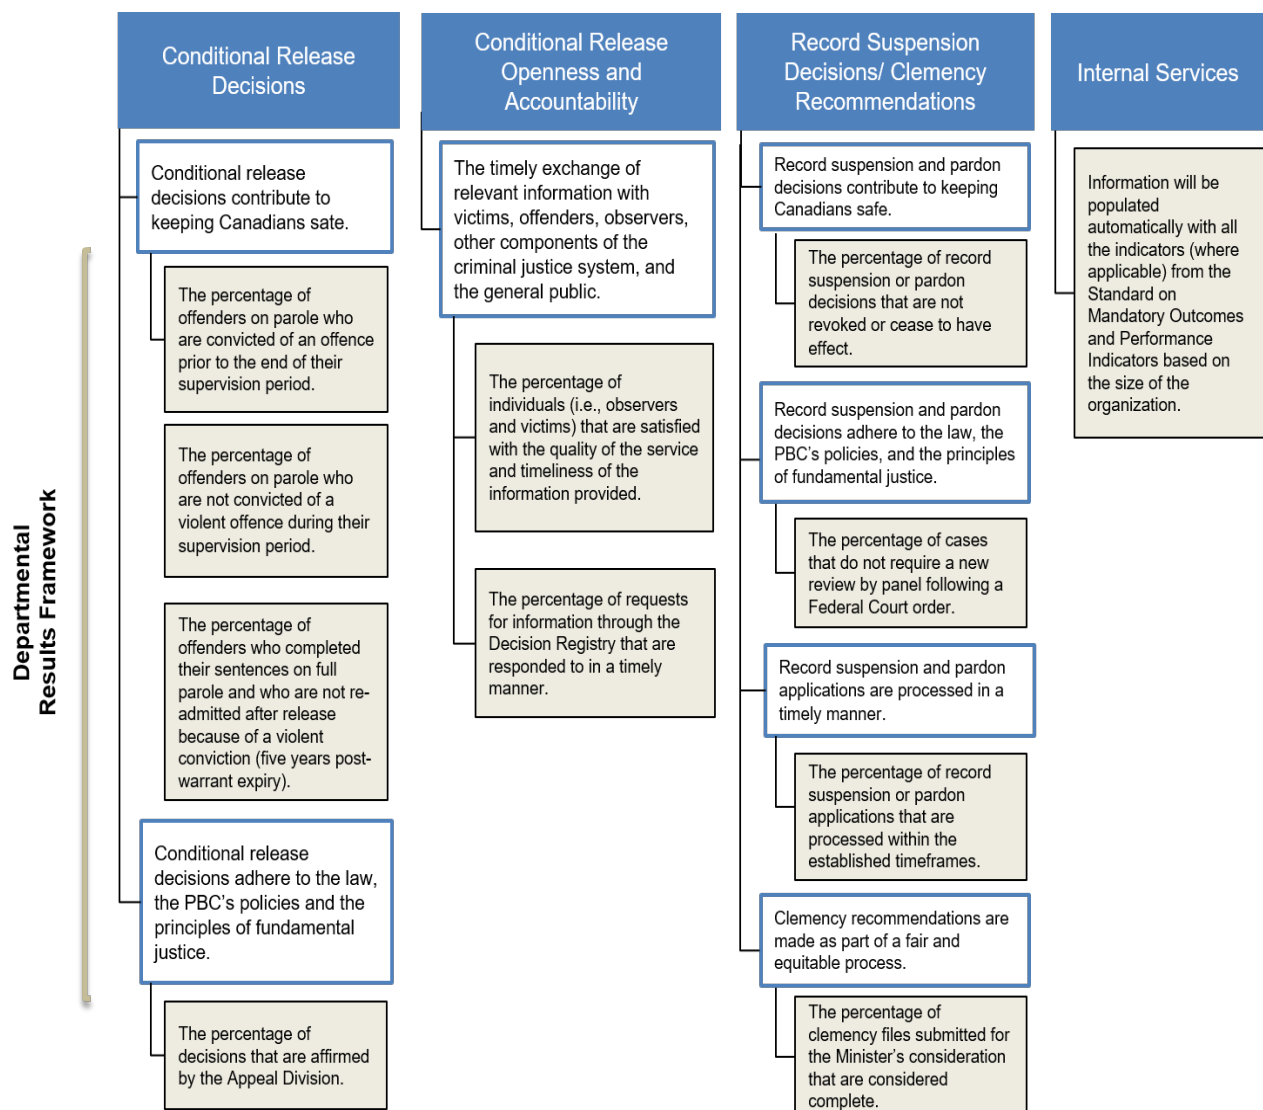 Departmental
Results Framework
Conditional Release
Decisions
Conditional release
decisions contribute to
keeping Canadians sate.
The percentage of
offenders on parole who
are convicted of an offence
prior to the end of their
supervision period.
The percentage of
offenders on parole who
are not convicted of a
violent offence during their
supervision period.
The percentage of
offenders who completed
their sentences on full
parole and who are not re-
admitted after release
because of a violent
conviction (five years post-
warrant expiry).
Conditional release
decisions adhere to the law,
the PBC's policies and the
principles of fundamental
justice.
The percentage of
decisions that are affirmed
by the Appeal Division.
Conditional Release
Openness and
Accountability
The timely exchange of
relevant information with
victims, offenders, observers,
other components of the
criminal justice system, and
the general public.
The percentage of
individuals (i.e., observers
and victims) that are satisfied
with the quality of the service
and timeliness of the
information provided.
The percentage of requests
for information through the
Decision Registry that are
responded to in a timely
manner.
Record Suspension
Decisions/ Clemency
Recommendations
Record suspension and pardon
decisions contribute to keeping
Canadians safe.
The percentage of record
suspension or pardon
decisions that are not
revoked or cease to have
effect.
Record suspension and pardon
decisions adhere to the law, the
PBC's policies, and the principles
of fundamental justice.
The percentage of cases
that do not require a new
review by panel following a
Federal Court order.
Record suspension and pardon
applications are processed in a
timely manner.
The percentage of record
suspension or pardon
applications that are
processed within the
established timeframes.
Clemency recommendations are
made as part of a fair and
equitable process.
The percentage of
clemency files submitted for
the Minister's consideration
that are considered
complete.
Internal Services
Information will be
populated
automatically with all
the indicators (where
applicable) from the
Standard on
Mandatory Outcomes
and Performance
Indicators based on
the size of the
organization.